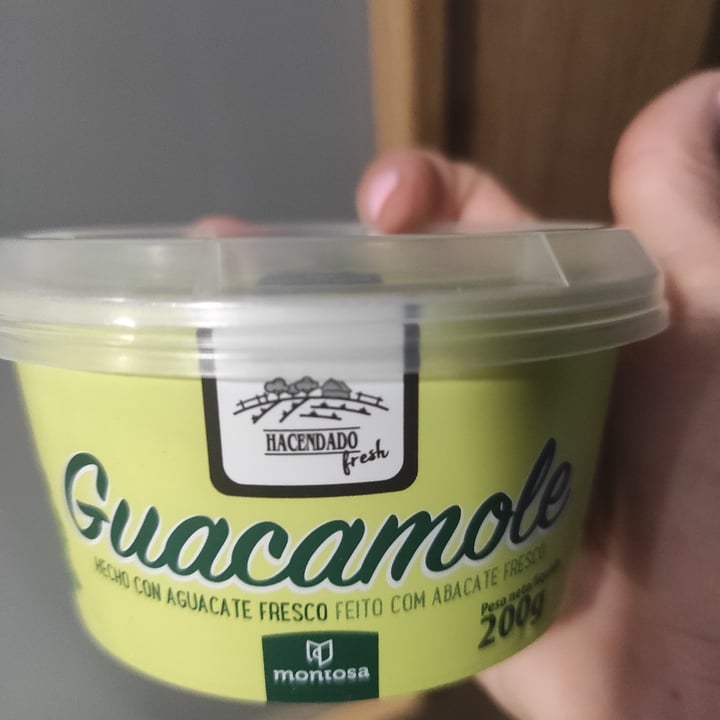 HACENDADO
fresh
Guacamole
HECHO CON AGUACATE FRESCO FEITO COM ABACATE FRESCO
Peso neto/líquido
200g
montosa